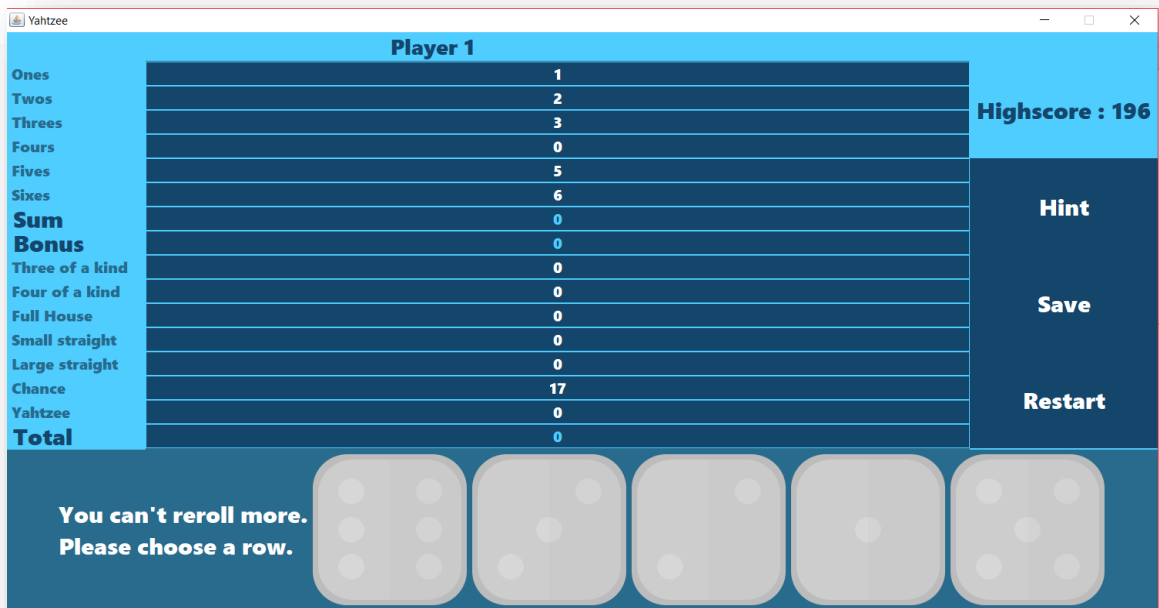 Yahtzee
Player 1
Ones 1
Twos 2
Threes 3
Fours 0
Fives 5
Sixes 6
Sum 0
Bonus 0
Three of a kind 0
Four of a kind 0
Full House 0
Small straight 0
Large straight 0
Chance 17
Yahtzee 0
Total 0
Highscore : 196
Hint
Save
Restart
You can't reroll more.
Please choose a row.